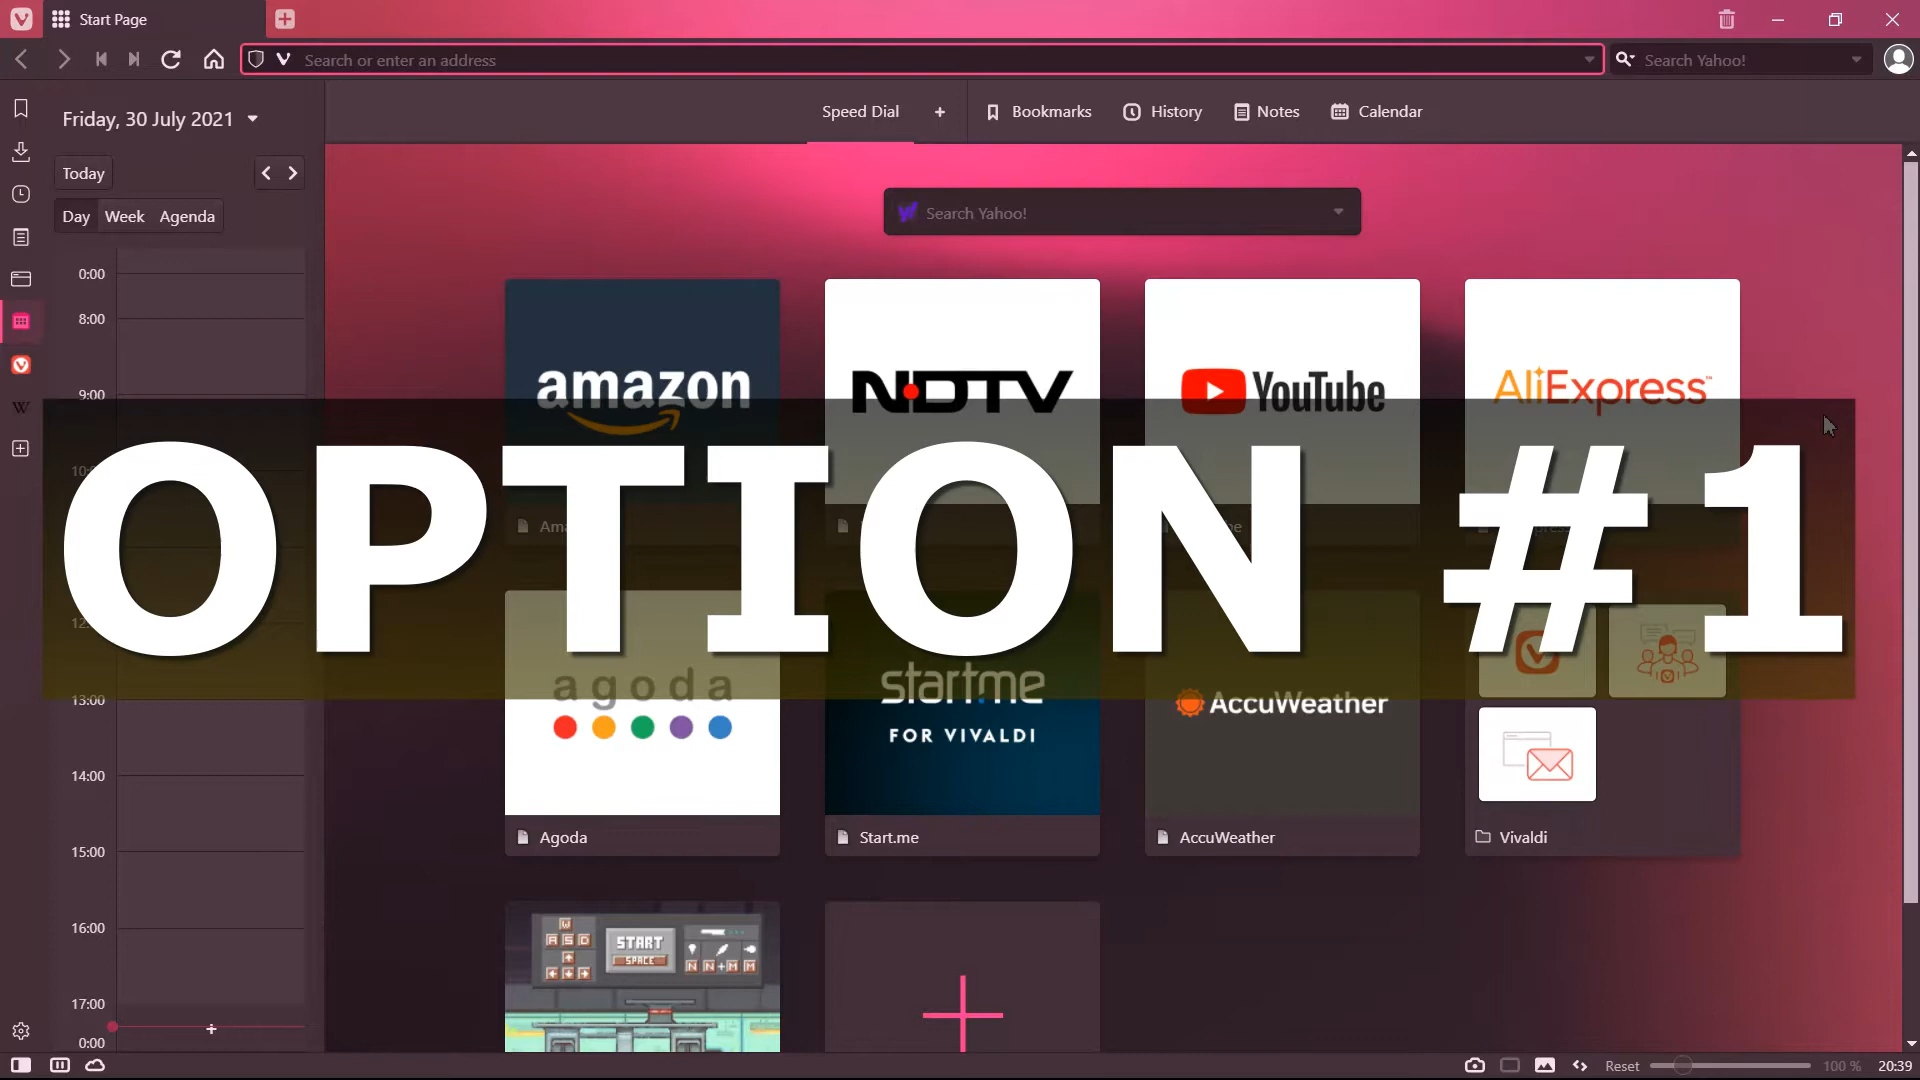 Start Page
Search or enter an address
Search Yahoo!
Friday, 30 July 2021
Speed Dial
Bookmarks
History
Notes
Calendar
Today
Day Week Agenda
Search Yahoo!
0:00
8:00
9:00
amazon
NDTV
YouTube
AliExpress™
OPTION #1
13:00
14:00
15:00
16:00
17:00
0:00
agoda
startme
FOR VIVALDI
AccuWeather
Agoda
Start.me
AccuWeather
Vivaldi
W
A S D
START
SPACE
N N+M M
Reset
100 %
20:39